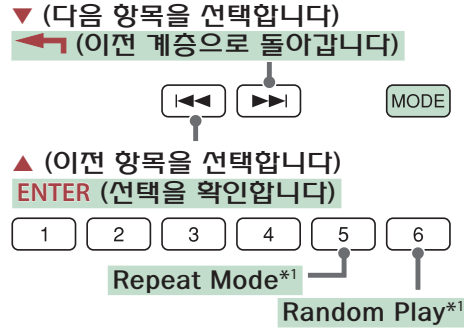 ▼ (다음 항목을 선택합니다)
(이전 계층으로 돌아갑니다)
MODE
▲ (이전 항목을 선택합니다)
ENTER (선택을 확인합니다)
1 2 3 4 5 6
Repeat Mode*1
Random Play*1